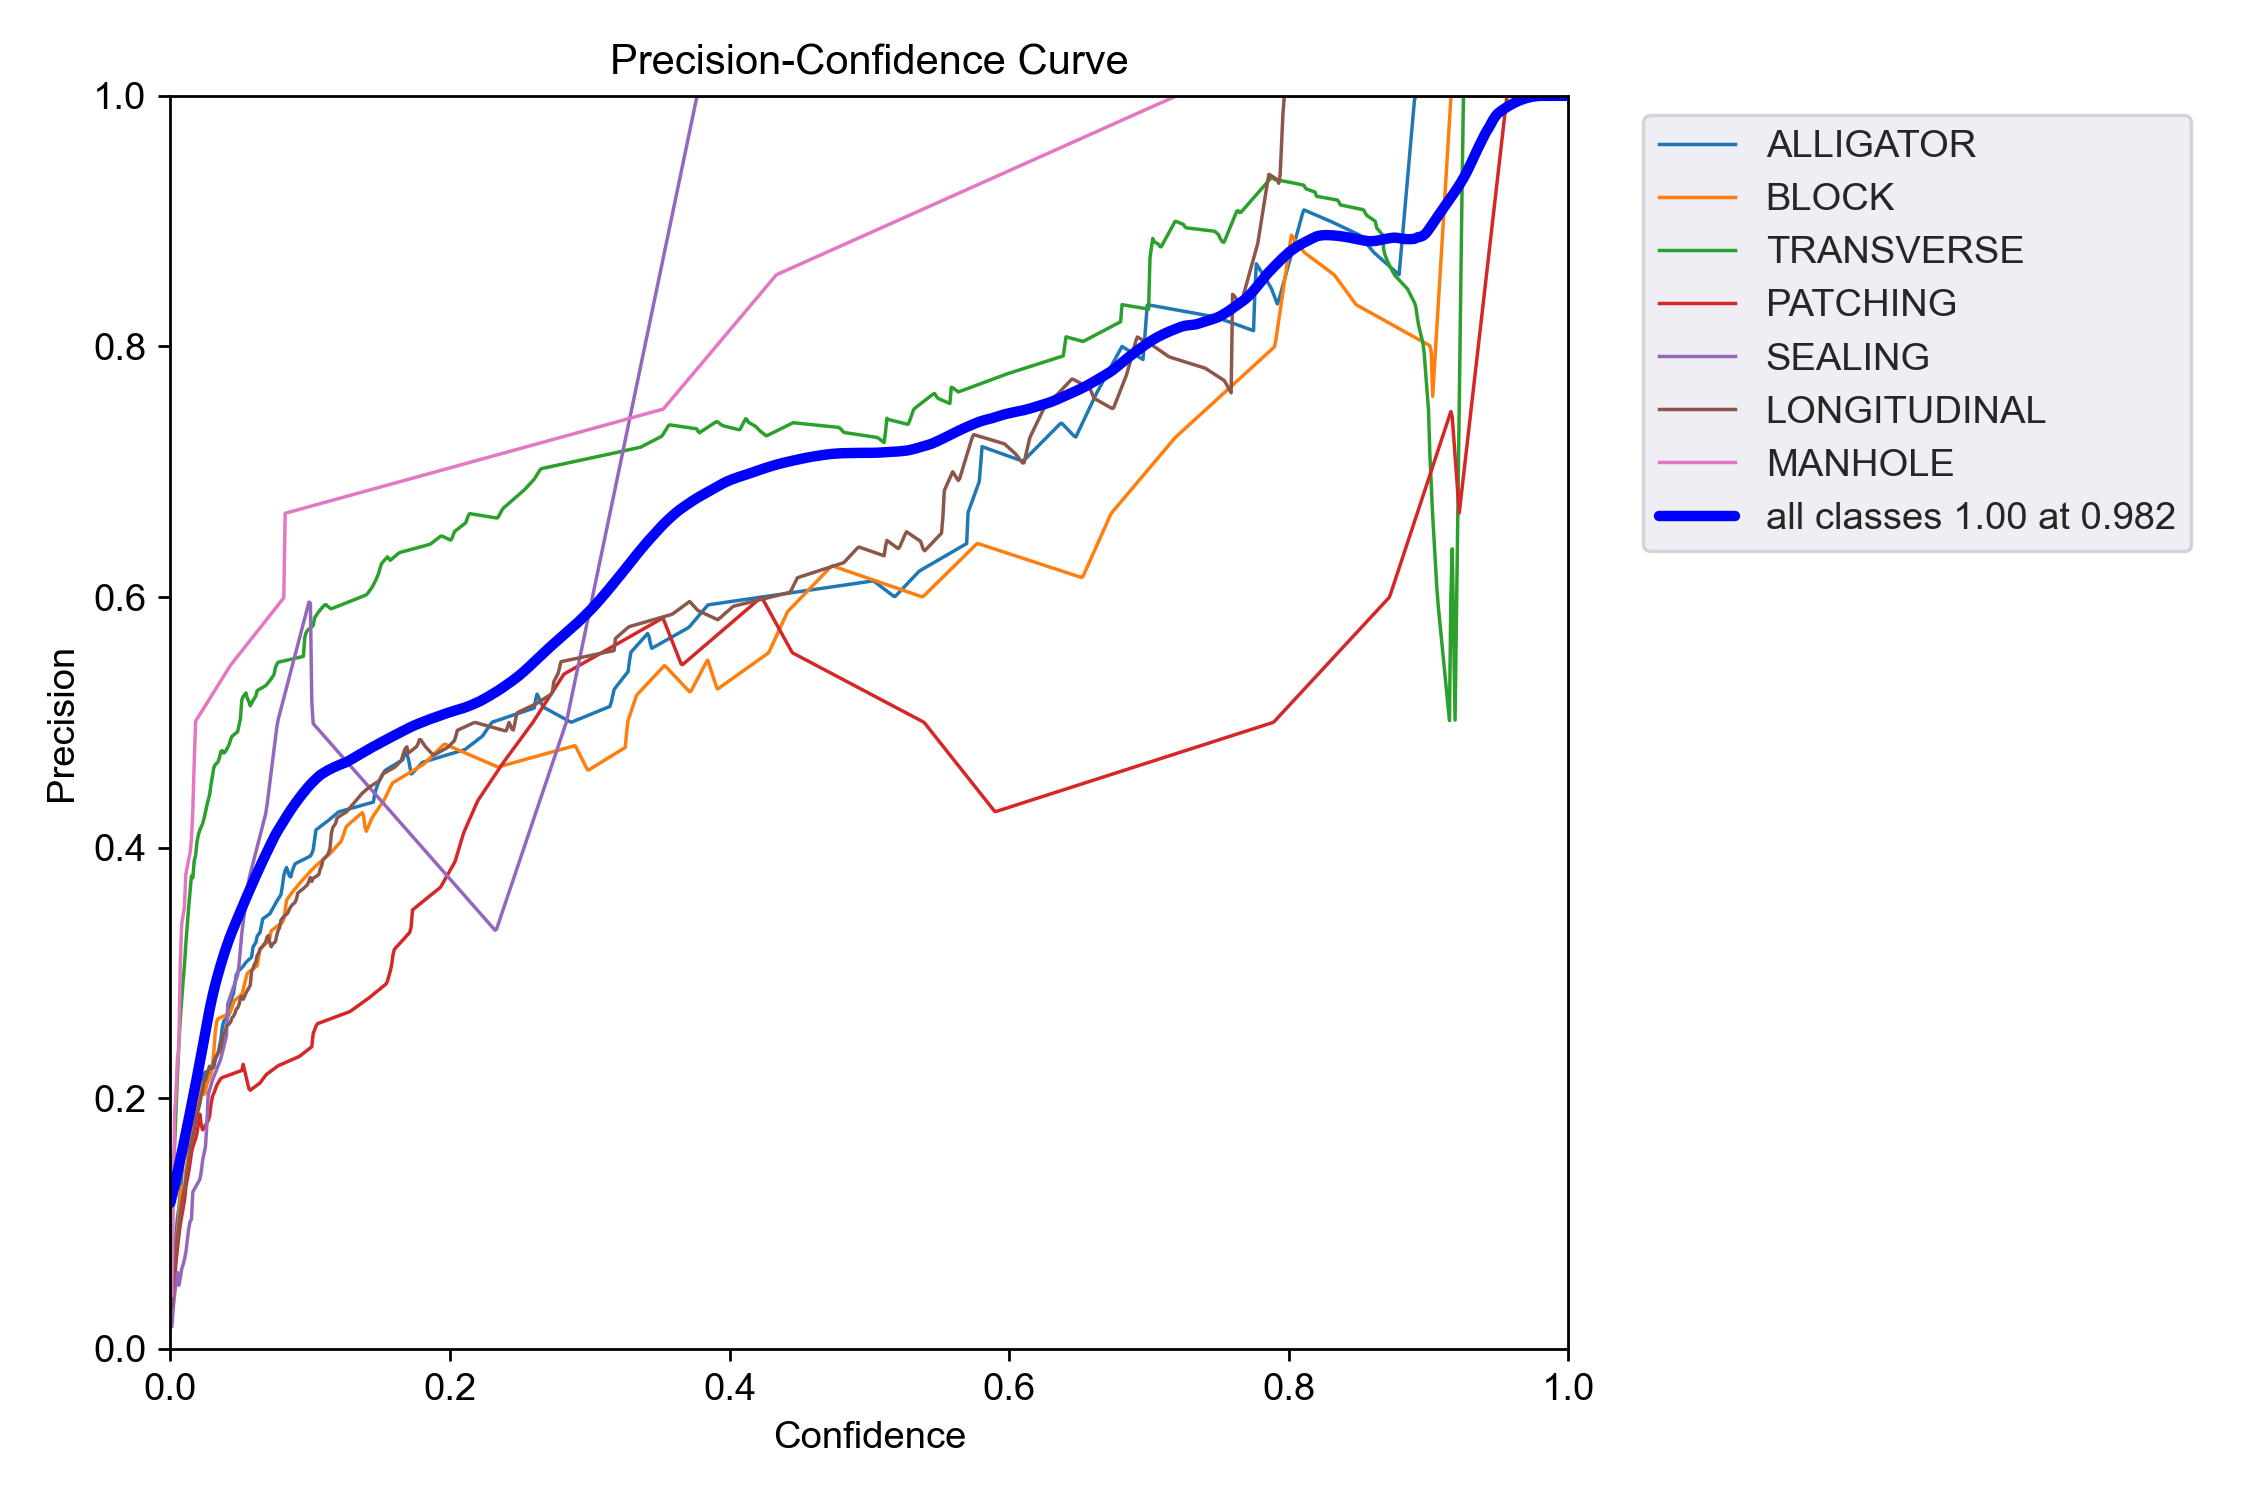 Precision-Confidence Curve
1.0
0.8
0.6
0.4
0.2
0.0
Precision
0.0 0.2 0.4 0.6 0.8 1.0
Confidence
ALLIGATOR
BLOCK
TRANSVERSE
PATCHING
SEALING
LONGITUDINAL
MANHOLE
all classes 1.00 at 0.982